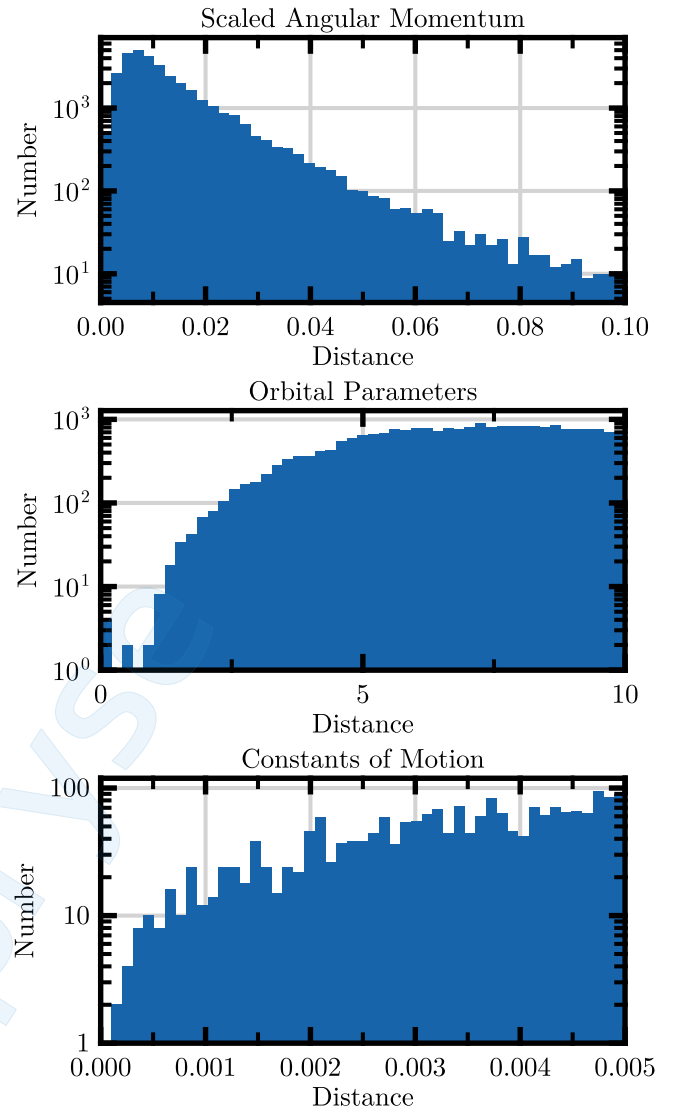 Scaled Angular Momentum
Number
10³
10²
10¹
0.00 0.02 0.04 0.06 0.08 0.10
Distance
Orbital Parameters
Number
10³
10²
10¹
10⁰
0 5 10
Distance
Constants of Motion
Number
100
10
1
0.000 0.001 0.002 0.003 0.004 0.005
Distance